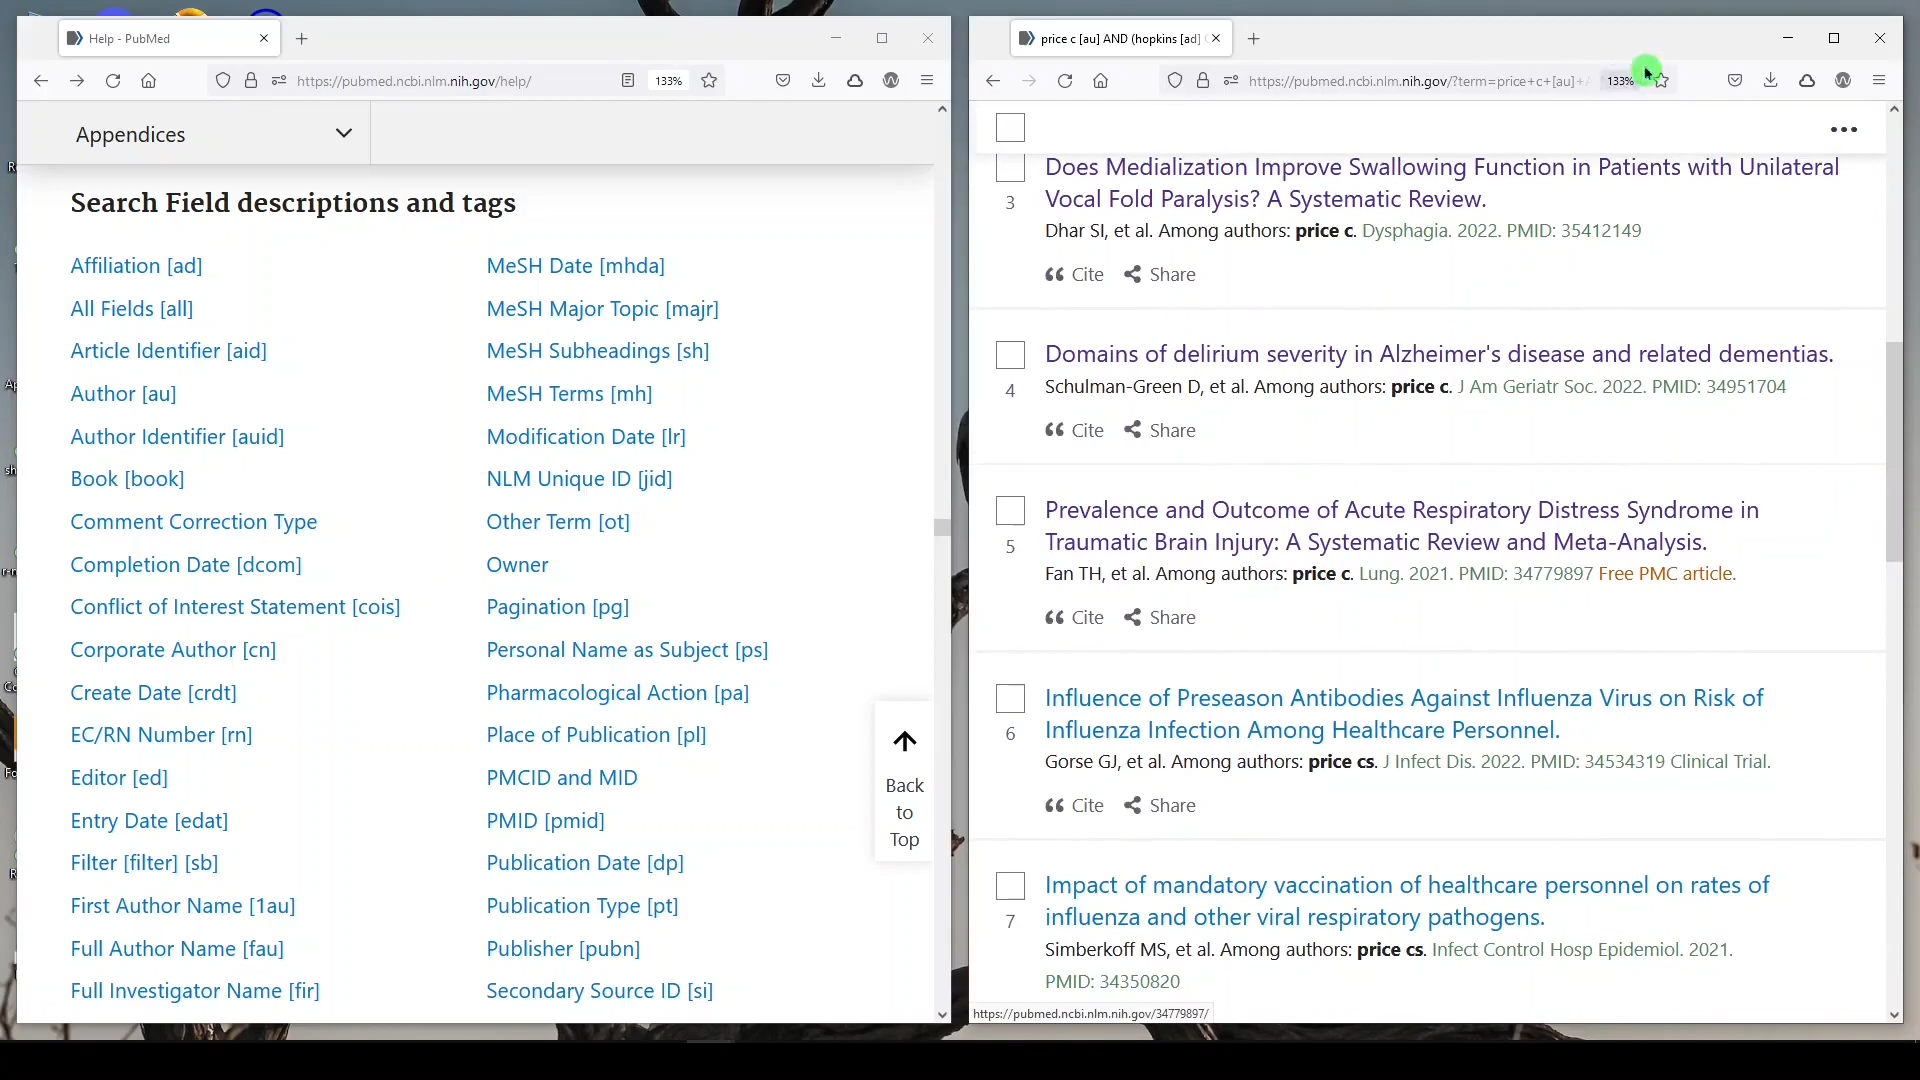 Help - PubMed
https://pubmed.ncbi.nlm.nih.gov/help/
133%
Appendices
Search Field descriptions and tags
Affiliation [ad]
All Fields [all]
Article Identifier [aid]
Author [au]
Author Identifier [auid]
Book [book]
Comment Correction Type
Completion Date [dcom]
Conflict of Interest Statement [cois]
Corporate Author [cn]
Create Date [crdt]
EC/RN Number [rn]
Editor [ed]
Entry Date [edat]
Filter [filter] [sb]
First Author Name [1au]
Full Author Name [fau]
Full Investigator Name [fir]
MeSH Date [mhda]
MeSH Major Topic [majr]
MeSH Subheadings [sh]
MeSH Terms [mh]
Modification Date [lr]
NLM Unique ID [jid]
Other Term [ot]
Owner
Pagination [pg]
Personal Name as Subject [ps]
Pharmacological Action [pa]
Place of Publication [pl]
PMCID and MID
PMID [pmid]
Publication Date [dp]
Publication Type [pt]
Publisher [pubn]
Secondary Source ID [si]
Back
to
Top
price c [au] AND (hopkins [ad]
https://pubmed.ncbi.nlm.nih.gov/?term=price+c+[au]+
133%
Does Medialization Improve Swallowing Function in Patients with Unilateral
Vocal Fold Paralysis? A Systematic Review.
3
Dhar SI, et al. Among authors: price c. Dysphagia. 2022. PMID: 35412149
Cite Share
Domains of delirium severity in Alzheimer's disease and related dementias.
4
Schulman-Green D, et al. Among authors: price c. J Am Geriatr Soc. 2022. PMID: 34951704
Cite Share
Prevalence and Outcome of Acute Respiratory Distress Syndrome in
Traumatic Brain Injury: A Systematic Review and Meta-Analysis.
5
Fan TH, et al. Among authors: price c. Lung. 2021. PMID: 34779897 Free PMC article.
Cite Share
Influence of Preseason Antibodies Against Influenza Virus on Risk of
Influenza Infection Among Healthcare Personnel.
6
Gorse GJ, et al. Among authors: price cs. J Infect Dis. 2022. PMID: 34534319 Clinical Trial.
Cite Share
Impact of mandatory vaccination of healthcare personnel on rates of
influenza and other viral respiratory pathogens.
7
Simberkoff MS, et al. Among authors: price cs. Infect Control Hosp Epidemiol. 2021.
PMID: 34350820
https://pubmed.ncbi.nlm.nih.gov/34779897/